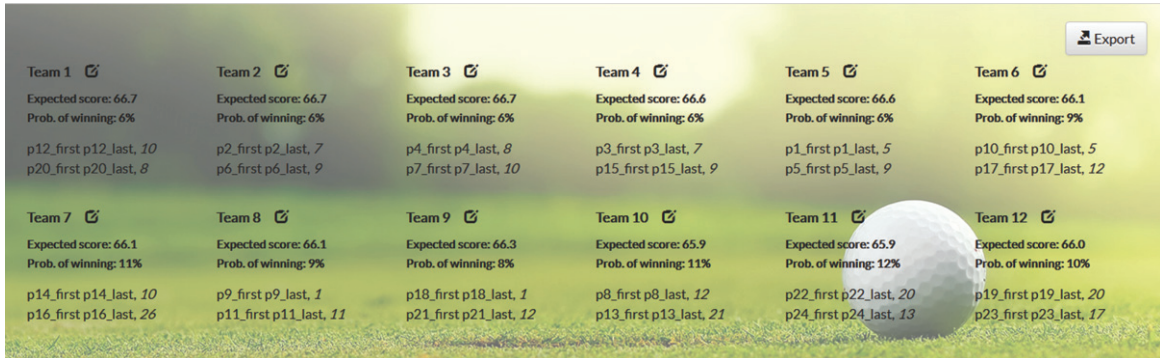 Export
Team 1 Team 2 Team 3 Team 4 Team 5 Team 6
Expected score: 66.7 Expected score: 66.7 Expected score: 66.7 Expected score: 66.6 Expected score: 66.6 Expected score: 66.1
Prob. of winning: 6% Prob. of winning: 6% Prob. of winning: 6% Prob. of winning: 6% Prob. of winning: 6% Prob. of winning: 9%
p12_first p12_last, 10 p2_first p2_last, 7 p4_first p4_last, 8 p3_first p3_last, 7 p1_first p1_last, 5 p10_first p10_last, 5
p20_first p20_last, 8 p6_first p6_last, 9 p7_first p7_last, 10 p15_first p15_last, 9 p5_first p5_last, 9 p17_first p17_last, 12
Team 7 Team 8 Team 9 Team 10 Team 11 Team 12
Expected score: 66.1 Expected score: 66.1 Expected score: 66.3 Expected score: 65.9 Expected score: 65.9 Expected score: 66.0
Prob. of winning: 11% Prob. of winning: 9% Prob. of winning: 8% Prob. of winning: 11% Prob. of winning: 12% Prob. of winning: 10%
p14_first p14_last, 10 p9_first p9_last, 1 p18_first p18_last, 1 p8_first p8_last, 12 p22_first p22_last, 20 p19_first p19_last, 20
p16_first p16_last, 26 p11_first p11_last, 11 p21_first p21_last, 12 p13_first p13_last, 21 p24_first p24_last, 13 p23_first p23_last, 17